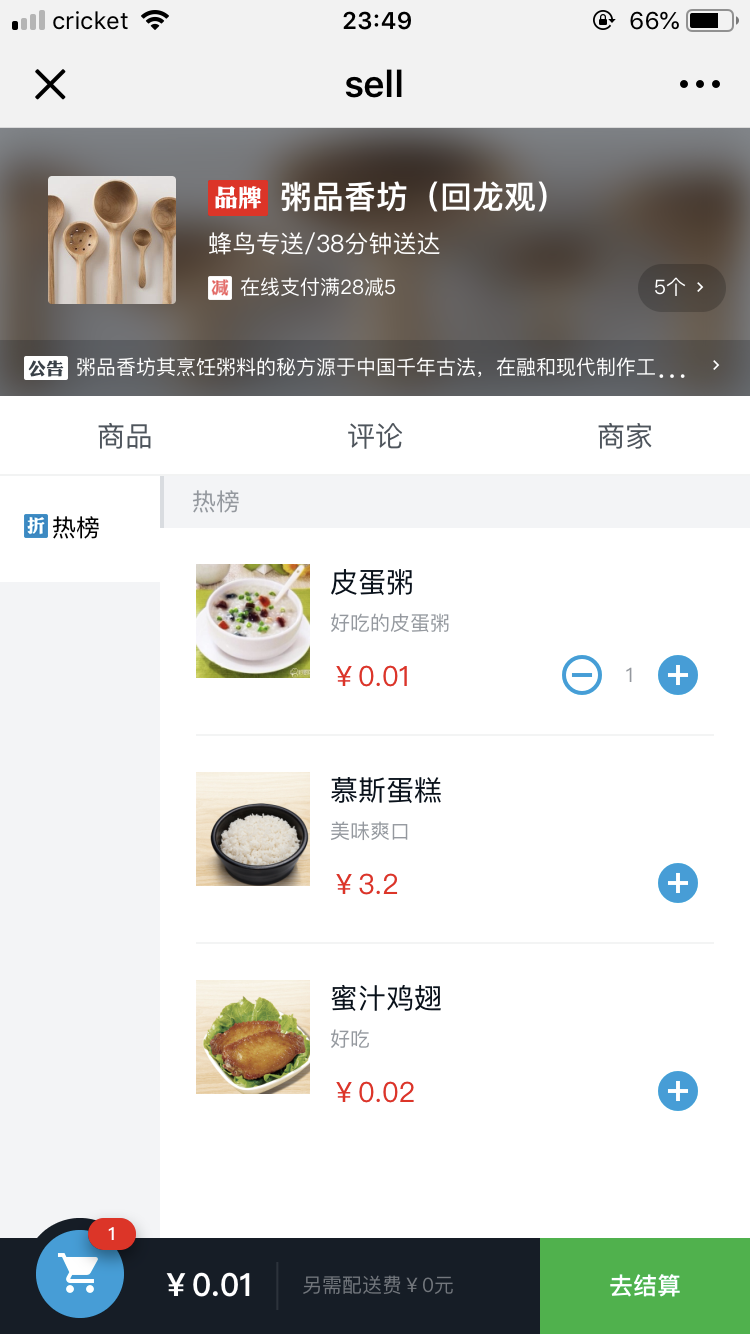 cricket 23:49 66%
sell
品牌 粥品香坊（回龙观）
蜂鸟专送/38分钟送达
减 在线支付满28减5 5个
公告 粥品香坊其烹饪粥料的秘方源于中国千年古法，在融和现代制作工...
商品 评论 商家
折 热榜
热榜
皮蛋粥
好吃的皮蛋粥
￥0.01 1
慕斯蛋糕
美味爽口
￥3.2
蜜汁鸡翅
好吃
￥0.02
1
￥0.01 另需配送费￥0元 去结算